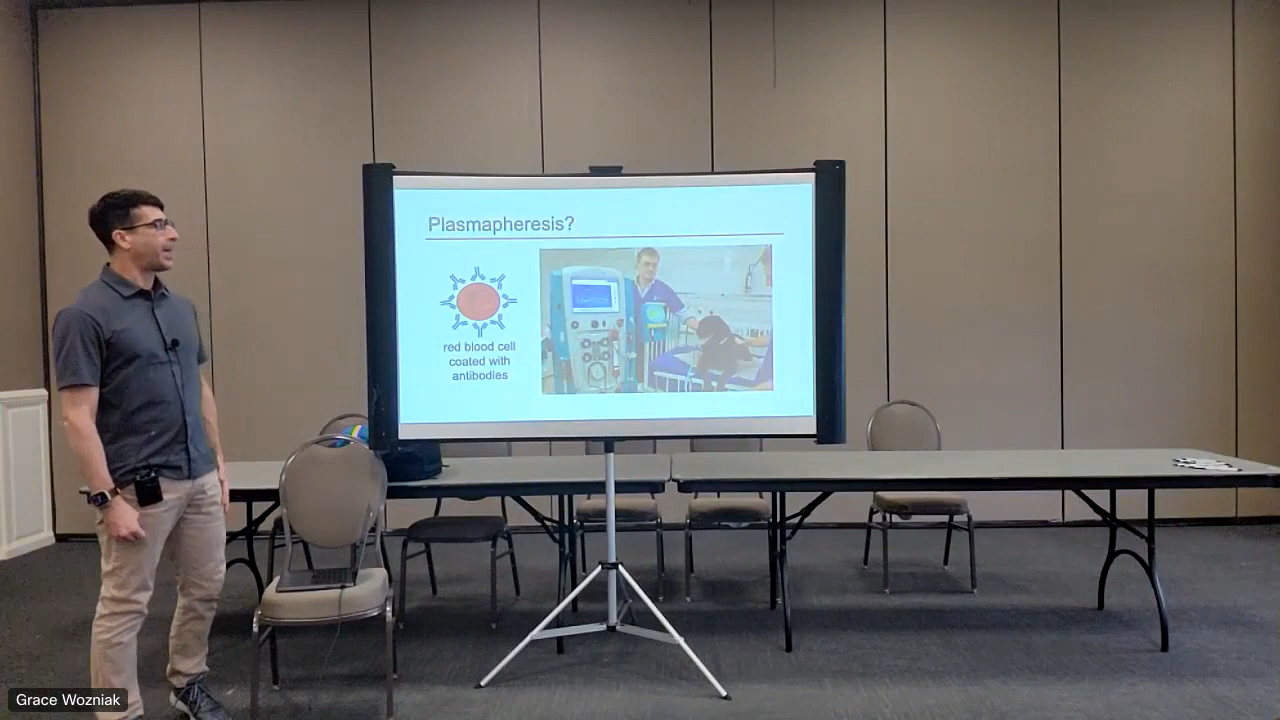 Plasmapheresis?
red blood cell
coated with
antibodies
Grace Wozniak